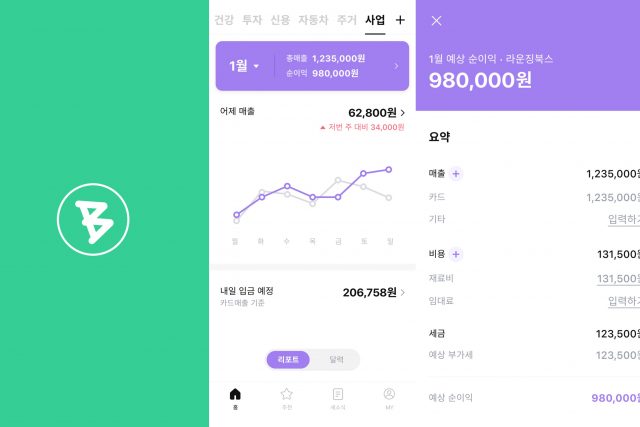 건강 투자 신용 자동차 주거 사업 +
1월
총매출 1,235,000원
순이익 980,000원
어제 매출 62,800원
▲ 저번 주 대비 34,000원
월 화 수 목 금 토 일
내일 입금 예정 206,758원
카드매출 기준
리포트 달력
홈 추천 새소식 MY
1월 예상 순이익 · 라운징북스
980,000원
요약
매출 + 1,235,000원
카드 1,235,000원
기타 입력하기
비용 + 131,500원
재료비 131,500원
임대료 입력하기
세금 123,500원
예상 부가세 123,500원
예상 순이익 980,000원